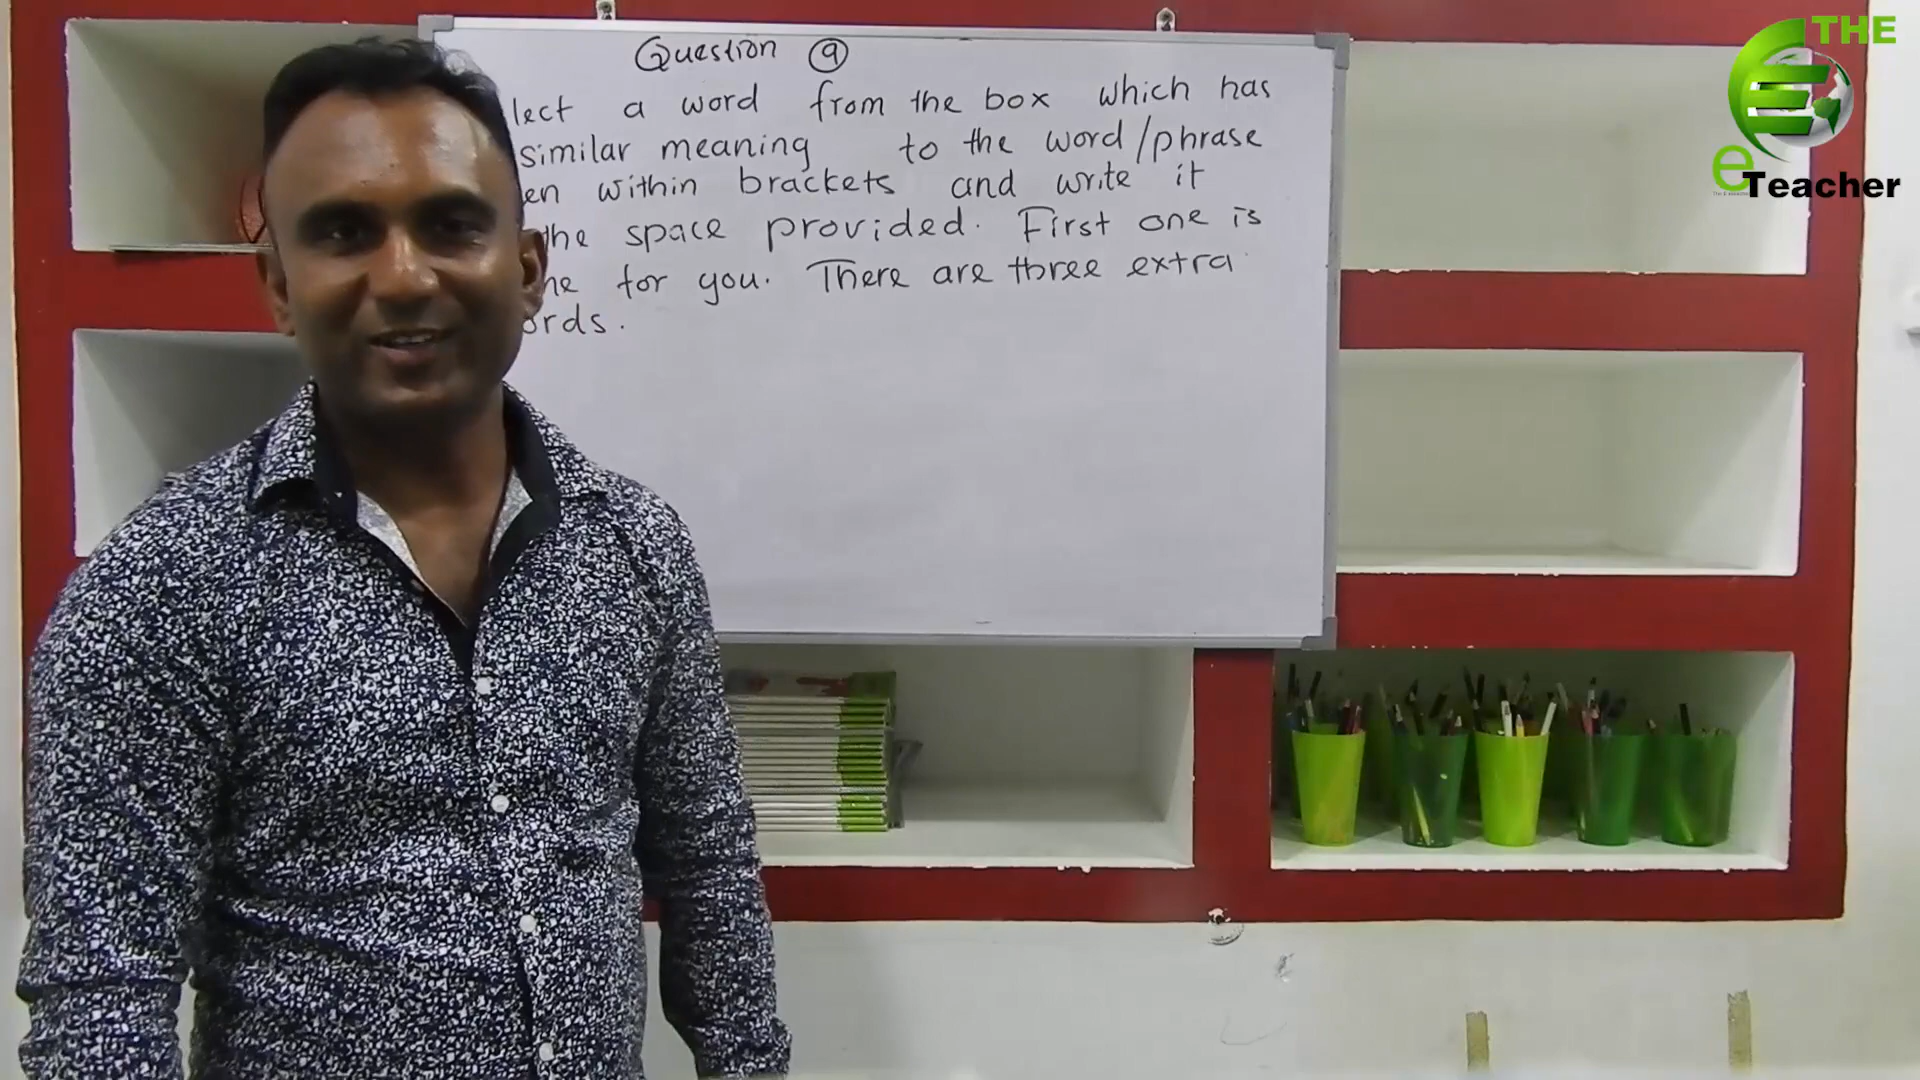 Question 9
lect a word from the box which has
similar meaning to the word/phrase
en within brackets and write it
the space provided. First one is
ne for you. There are three extra
ords.
THE
e
Teacher